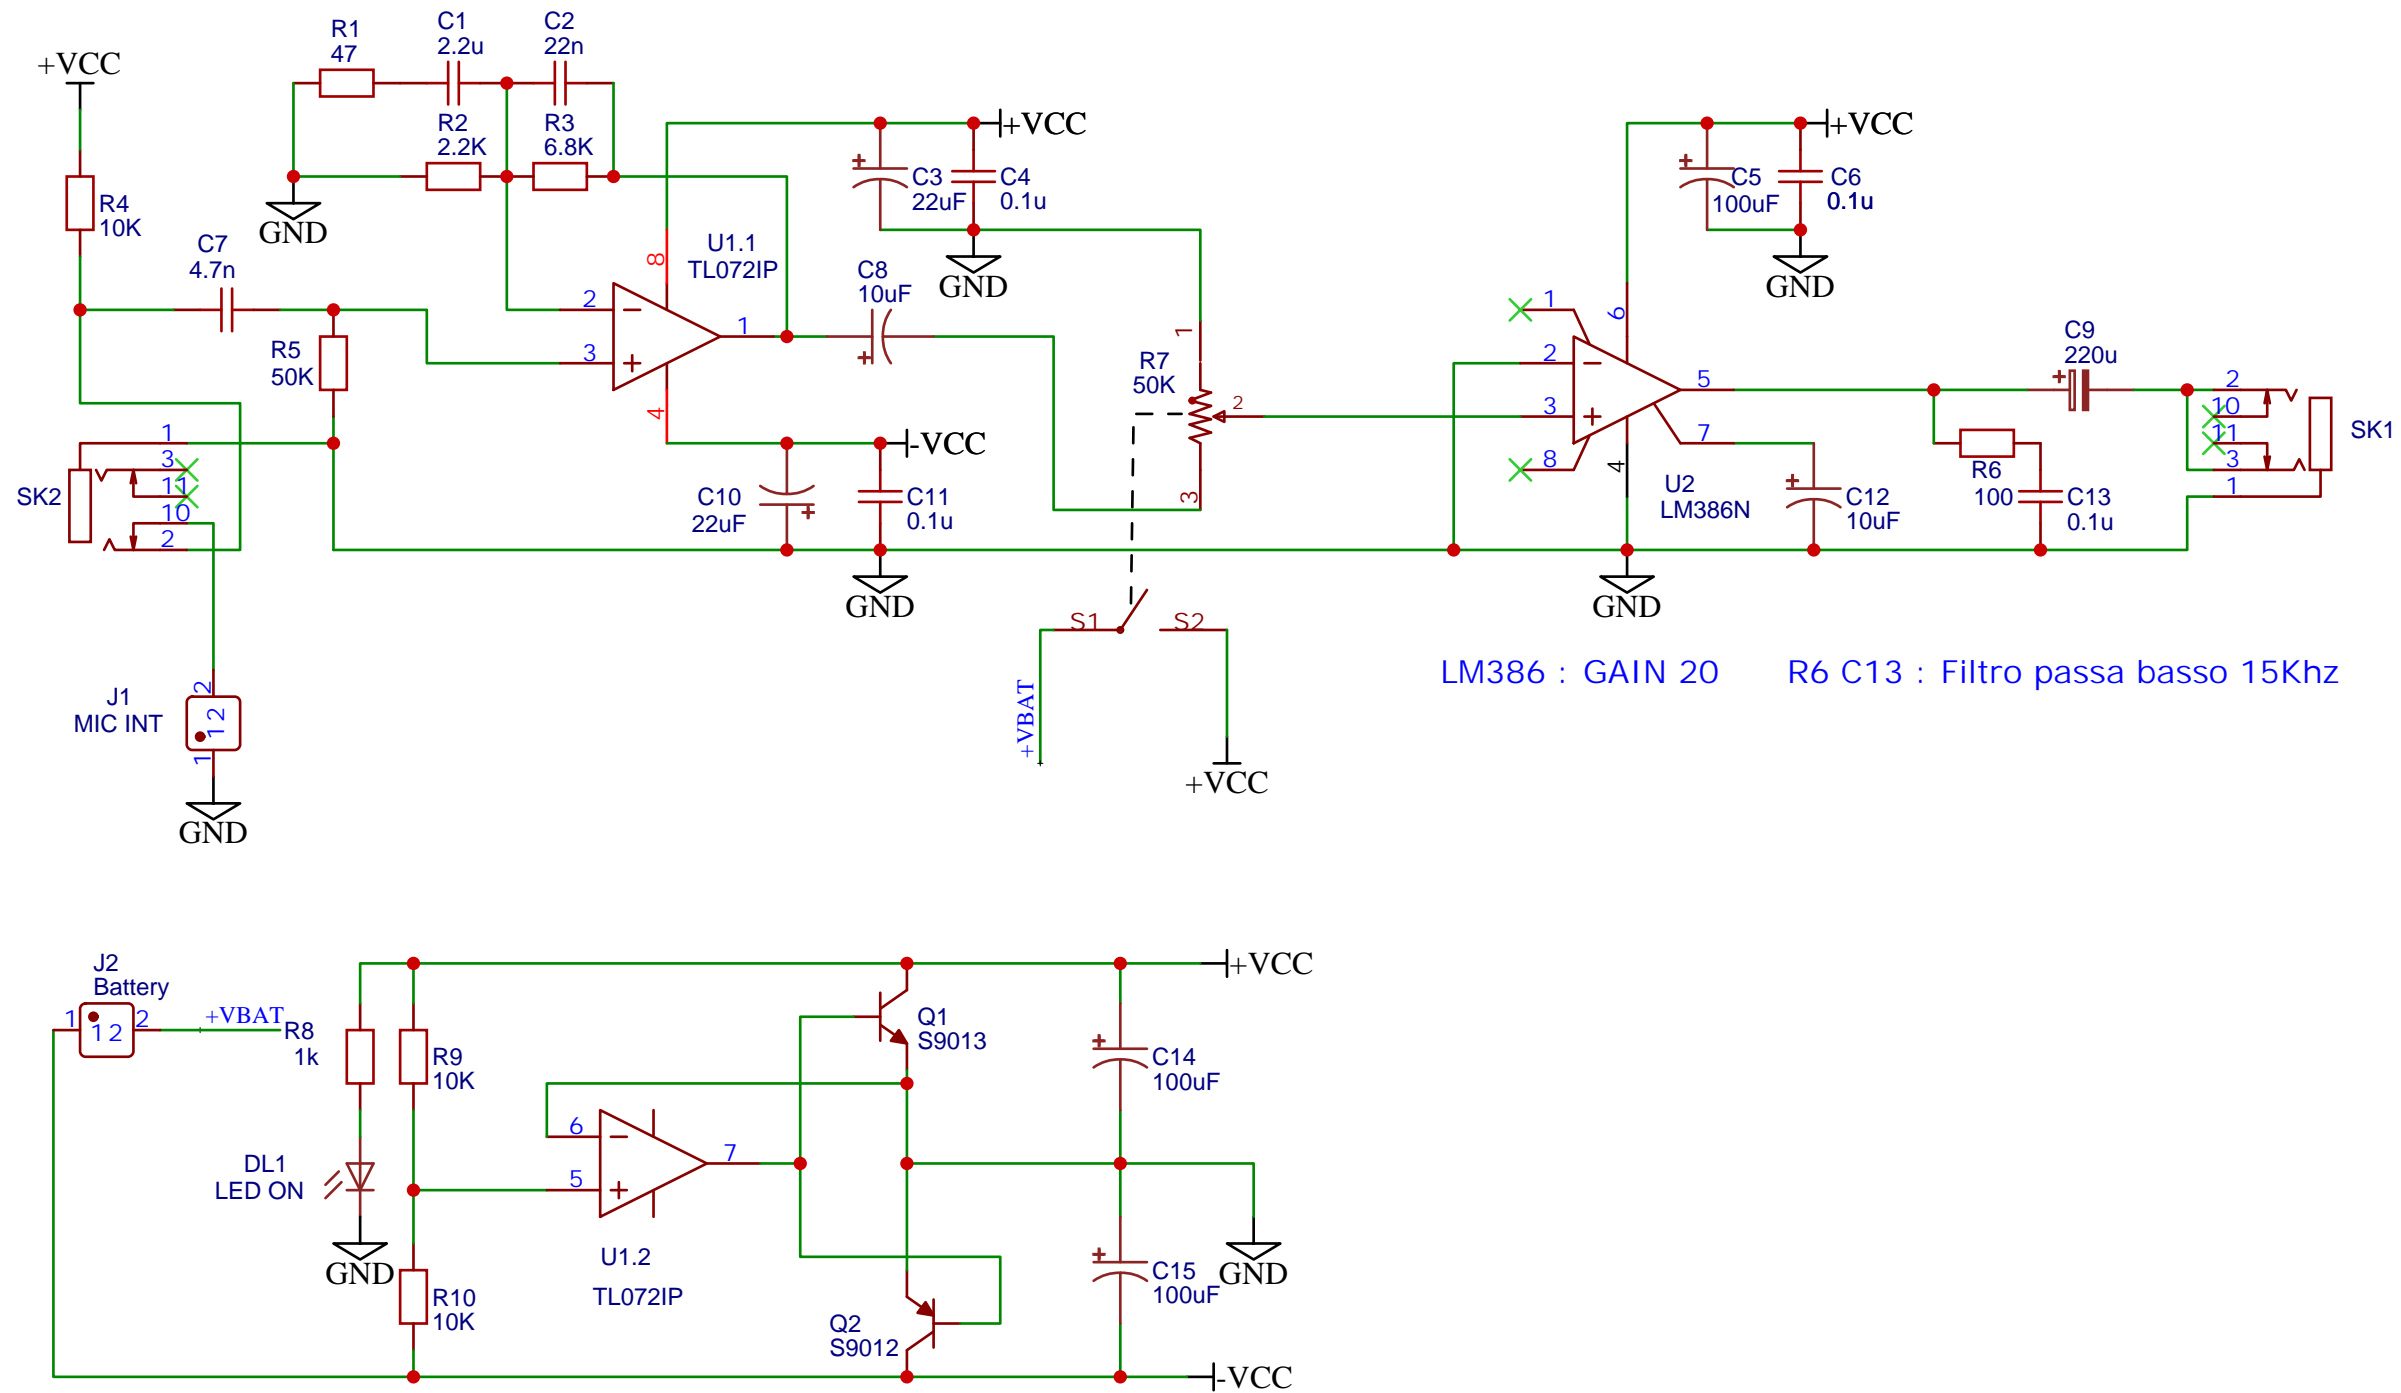 +VCC
R1
47
C1
2.2u
C2
22n
R2
2.2K
R3
6.8K
GND
R4
10K
C7
4.7n
R5
50K
SK2
1
3
11
10
2
J1
MIC INT
2
1 2
1
GND
2
3
8
4
1
U1.1
TL072IP
C8
10uF
+VCC
C3
22uF
C4
0.1u
GND
-VCC
C10
22uF
C11
0.1u
GND
R7
50K
1
2
3
S1
S2
+VBAT
+VCC
+VCC
C5
100uF
C6
0.1u
GND
1
2
3
8
6
4
5
7
U2
LM386N
C12
10uF
GND
R6
100
C13
0.1u
C9
220u
2
10
11
3
1
SK1
LM386 : GAIN 20
R6 C13 : Filtro passa basso 15Khz
J2
Battery
1
1 2
2
+VBAT
R8
1k
R9
10K
DL1
LED ON
GND
R10
10K
6
5
7
U1.2
TL072IP
Q1
S9013
Q2
S9012
+VCC
C14
100uF
C15
100uF
GND
-VCC